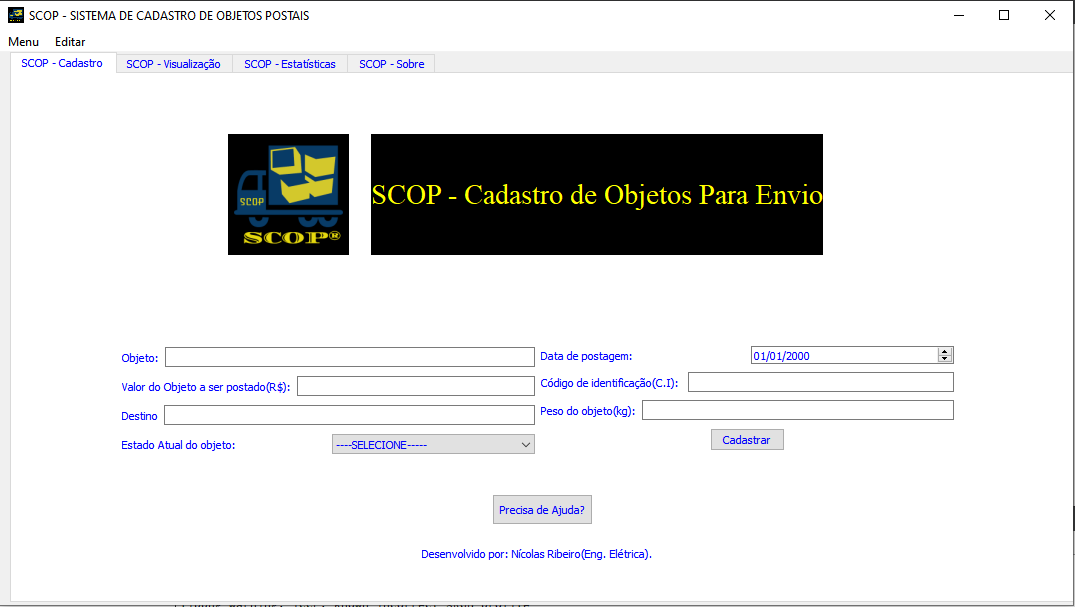 SCOP - SISTEMA DE CADASTRO DE OBJETOS POSTAIS
Menu Editar
SCOP - Cadastro SCOP - Visualização SCOP - Estatísticas SCOP - Sobre
SCOP
SCOP®
SCOP - Cadastro de Objetos Para Envio
Objeto:
Data de postagem: 01/01/2000
Valor do Objeto a ser postado(R$):
Código de identificação(C.I):
Destino
Peso do objeto(kg):
Estado Atual do objeto: ----SELECIONE-----
Cadastrar
Precisa de Ajuda?
Desenvolvido por: Nícolas Ribeiro(Eng. Elétrica).